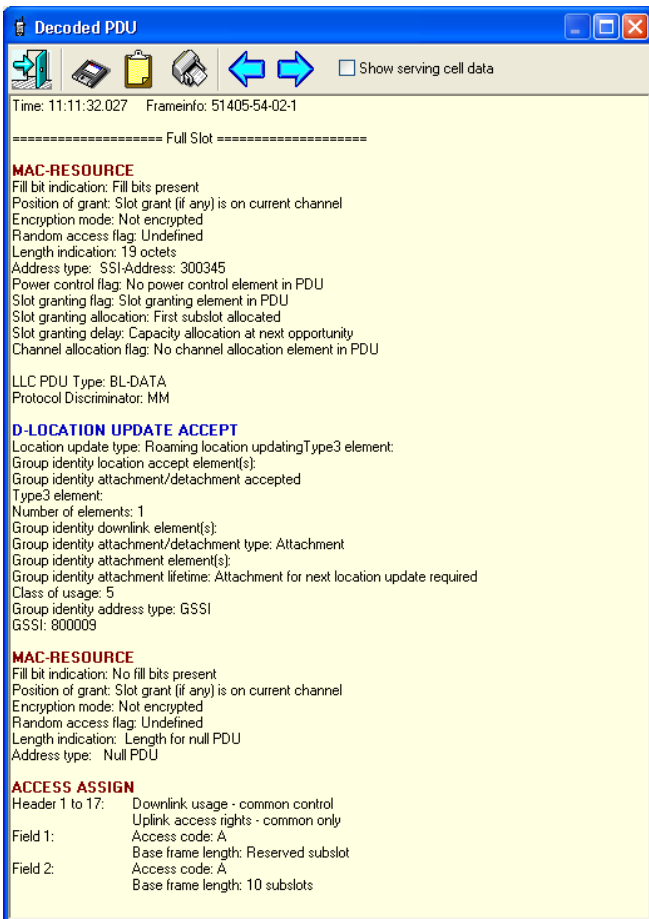 Decoded PDU
Show serving cell data
Time: 11:11:32.027 Frameinfo: 51405-54-02-1
==================== Full Slot ====================
MAC-RESOURCE
Fill bit indication: Fill bits present
Position of grant: Slot grant (if any) is on current channel
Encryption mode: Not encrypted
Random access flag: Undefined
Length indication: 19 octets
Address type: SSI-Address: 300345
Power control flag: No power control element in PDU
Slot granting flag: Slot granting element in PDU
Slot granting allocation: First subslot allocated
Slot granting delay: Capacity allocation at next opportunity
Channel allocation flag: No channel allocation element in PDU
LLC PDU Type: BL-DATA
Protocol Discriminator: MM
D-LOCATION UPDATE ACCEPT
Location update type: Roaming location updatingType3 element:
Group identity location accept element(s):
Group identity attachment/detachment accepted
Type3 element:
Number of elements: 1
Group identity downlink element(s):
Group identity attachment/detachment type: Attachment
Group identity attachment element(s):
Group identity attachment lifetime: Attachment for next location update required
Class of usage: 5
Group identity address type: GSSI
GSSI: 800009
MAC-RESOURCE
Fill bit indication: No fill bits present
Position of grant: Slot grant (if any) is on current channel
Encryption mode: Not encrypted
Random access flag: Undefined
Length indication: Length for null PDU
Address type: Null PDU
ACCESS ASSIGN
Header 1 to 17: Downlink usage - common control
Uplink access rights - common only
Field 1: Access code: A
Base frame length: Reserved subslot
Field 2: Access code: A
Base frame length: 10 subslots